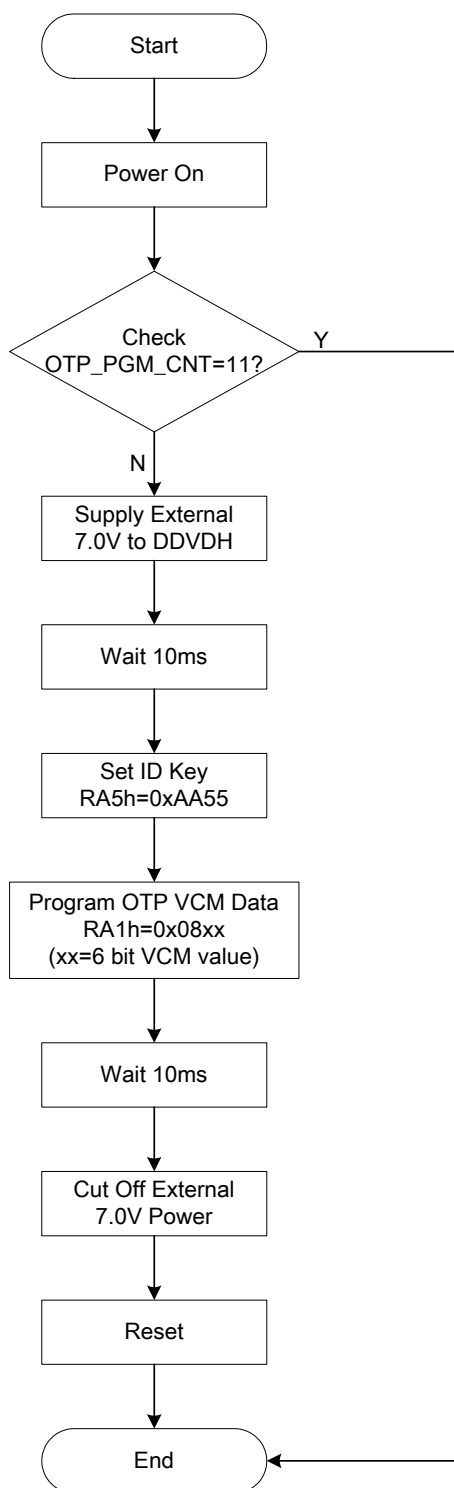 Start
Power On
Check
OTP_PGM_CNT=11?
Y
N
Supply External
7.0V to DDVDH
Wait 10ms
Set ID Key
RA5h=0xAA55
Program OTP VCM Data
RA1h=0x08xx
(xx=6 bit VCM value)
Wait 10ms
Cut Off External
7.0V Power
Reset
End